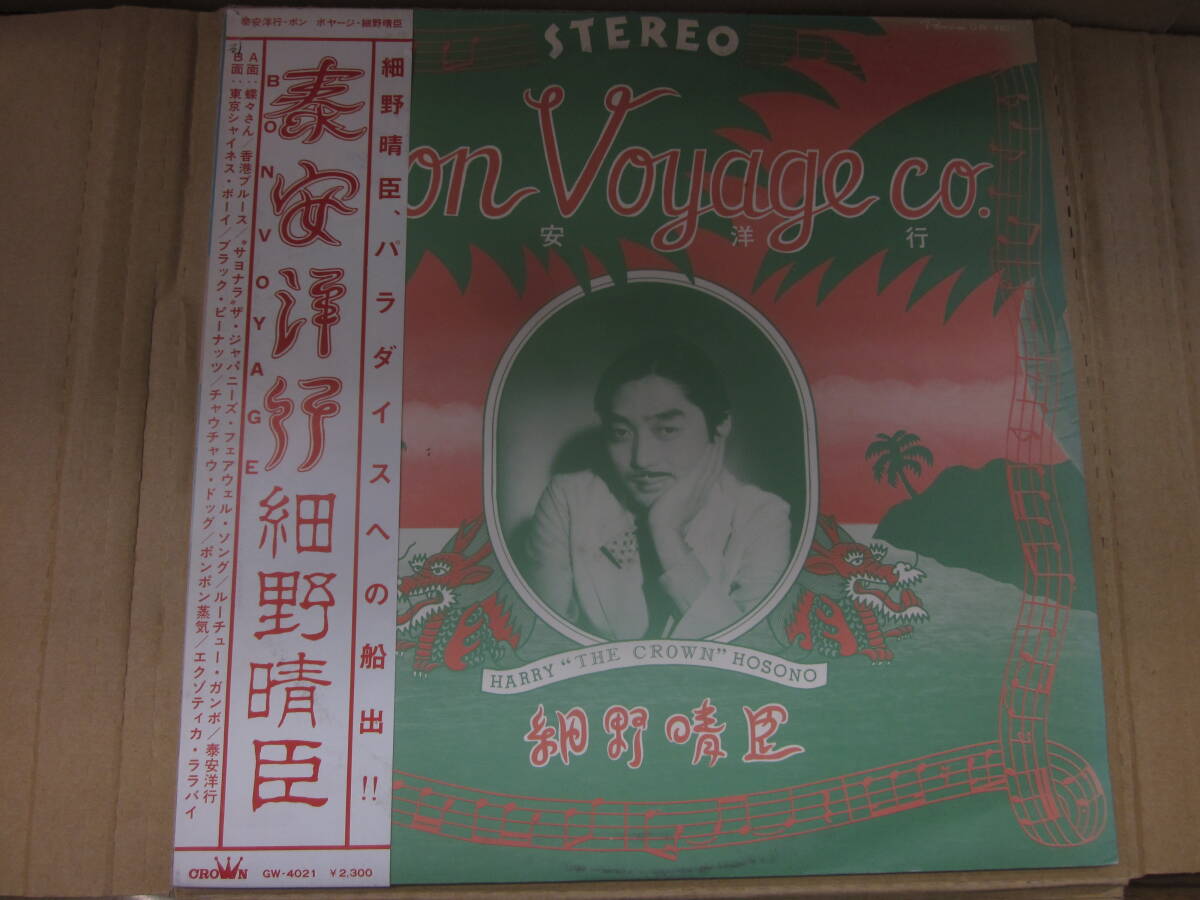 泰安洋行・ボン ボヤージ・細野晴臣
細野晴臣、パラダイスへの船出!!
泰安洋行
BON VOYAGE
細野晴臣
A面:蝶々さん/香港ブルース/“サヨナラ”ザ・ジャパニーズ・フェアウェル・ソング/ルーチュー・ガンボ/泰安洋行
B面:東京シャイネス・ボーイ/ブラック・ピーナッツ/チャウチャウ・ドッグ/ポンポン蒸気/エクゾティカ・ララバイ
CROWN GW-4021 ¥2,300
STEREO
on Voyage co.
安洋行
HARRY “THE CROWN” HOSONO
細野晴臣